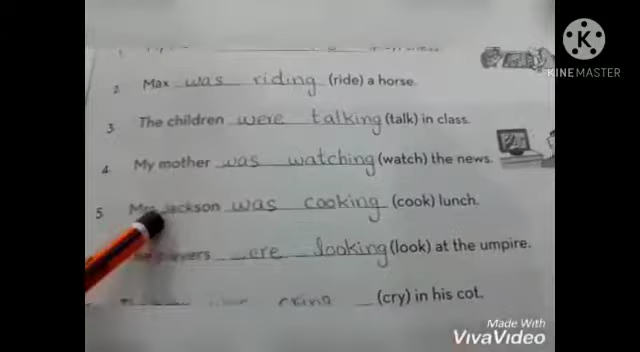 KINEMASTER
2 Max was riding (ride) a horse.
3 The children were talking (talk) in class.
4 My mother was watching (watch) the news.
5 Mrs Jackson was cooking (cook) lunch.
looking (look) at the umpire.
(cry) in his cot.
Made With
VivaVideo